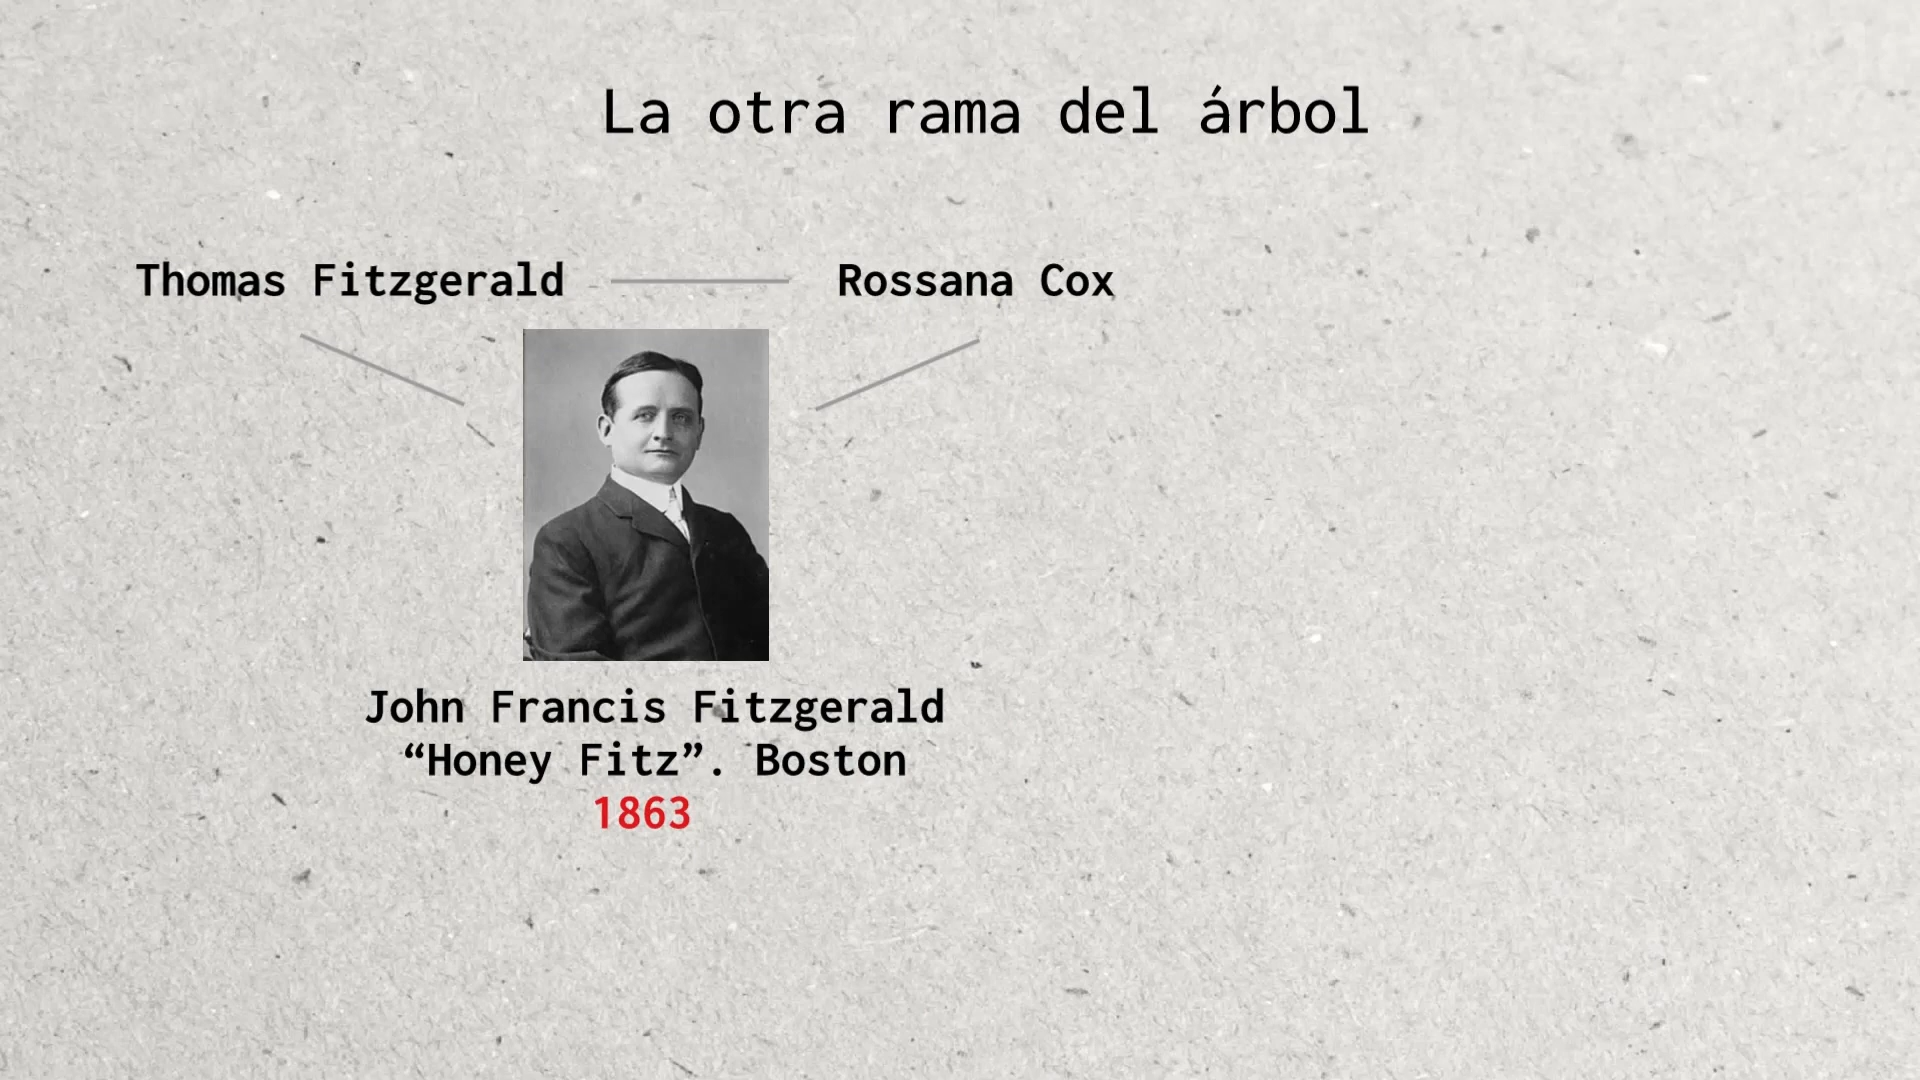 La otra rama del árbol
Thomas Fitzgerald
Rossana Cox
John Francis Fitzgerald
“Honey Fitz”. Boston
1863